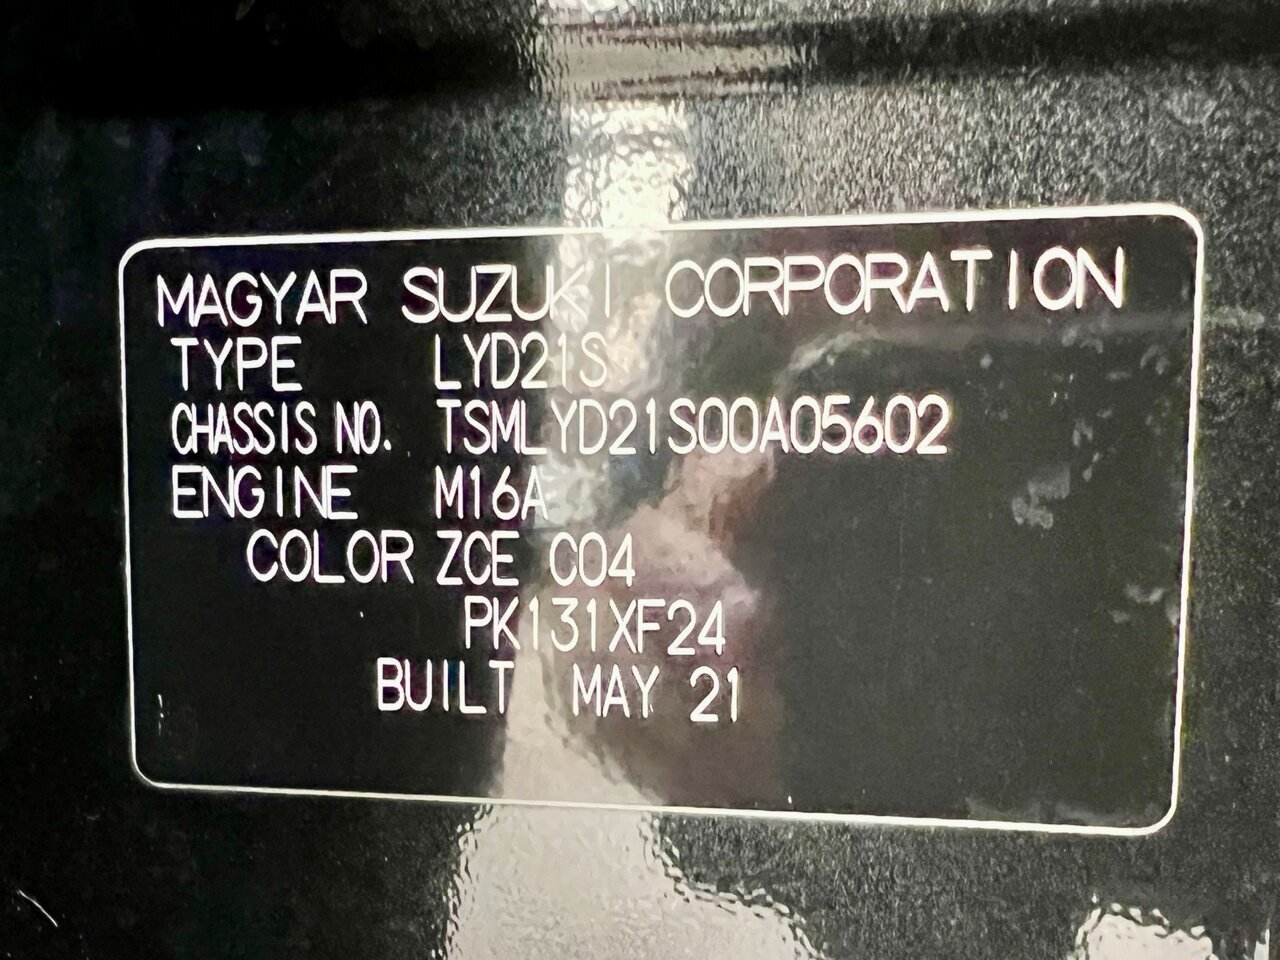 MAGYAR SUZUKI CORPORATION
TYPE LYD21S
CHASSIS NO. TSMLYD21S00A05602
ENGINE M16A
COLOR ZCE C04
PK131XF24
BUILT MAY 21